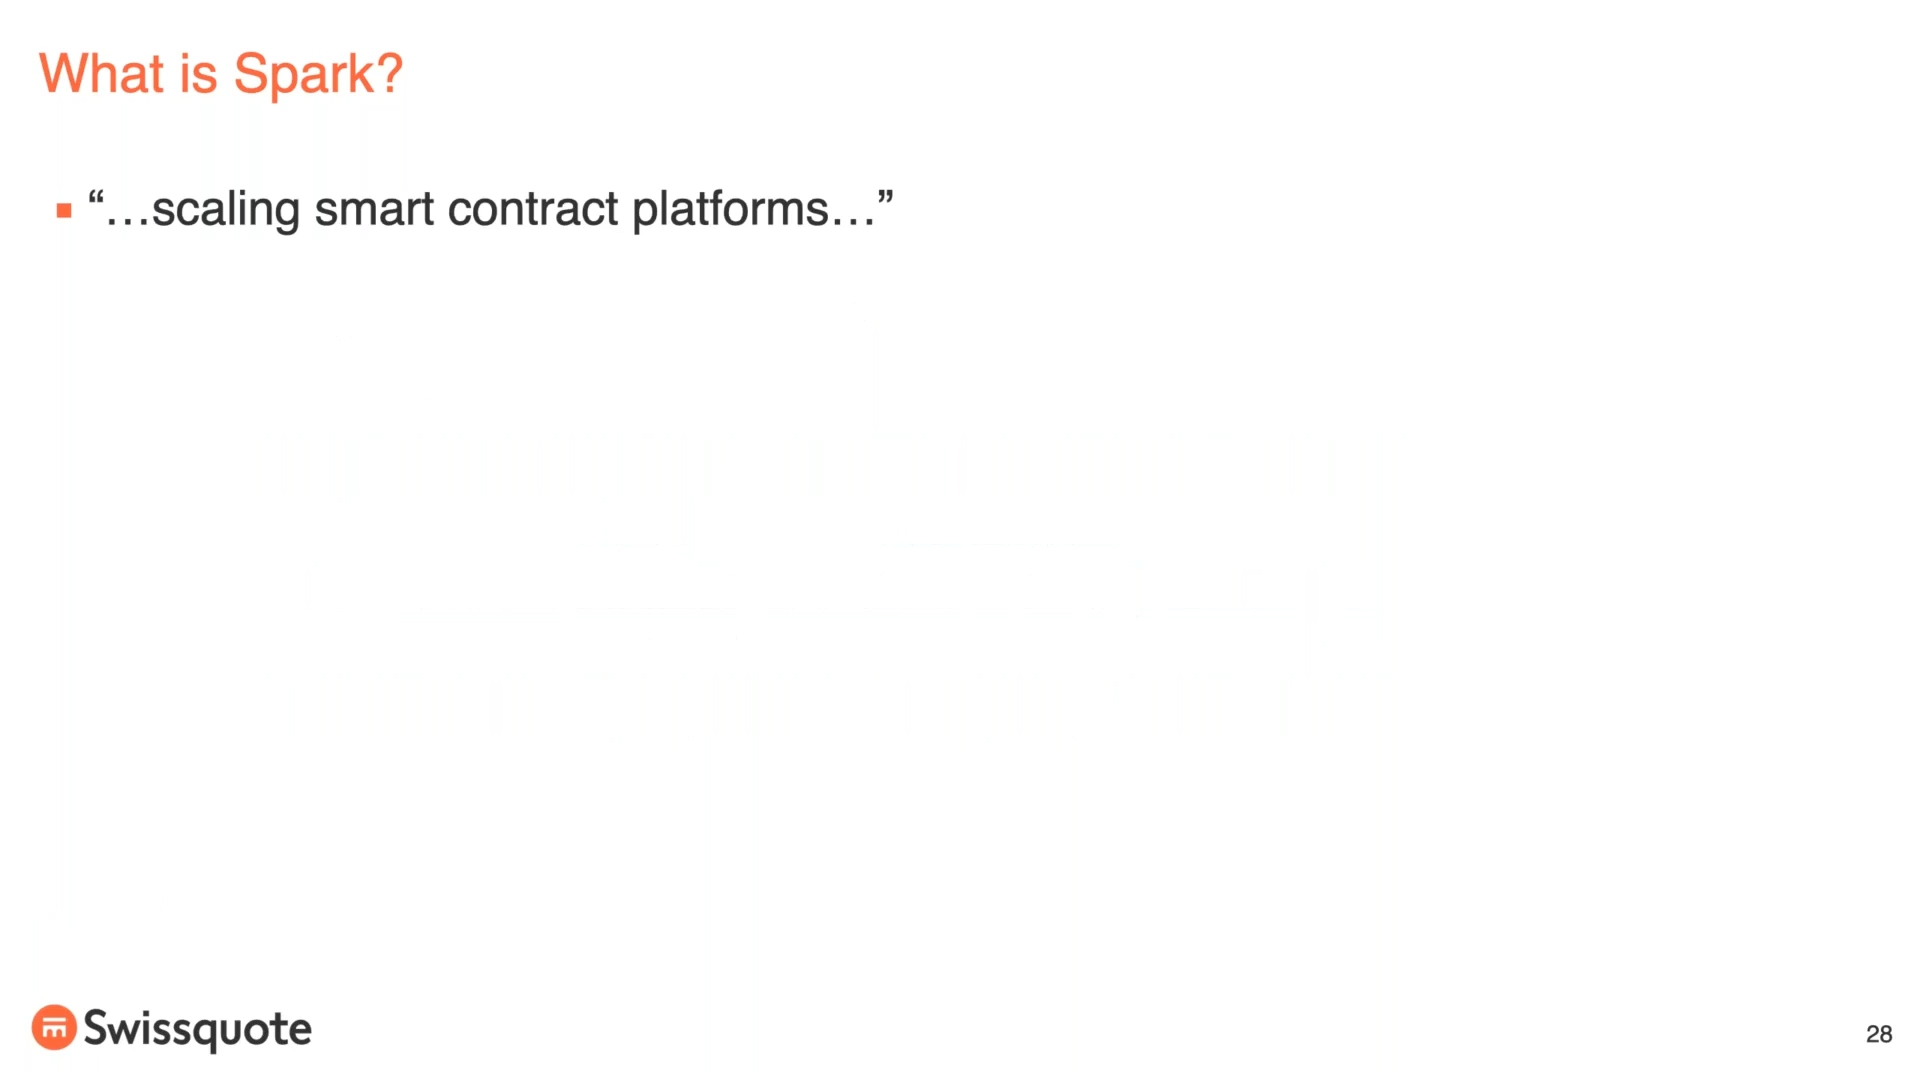 What is Spark?
“…scaling smart contract platforms…”
Swissquote
28